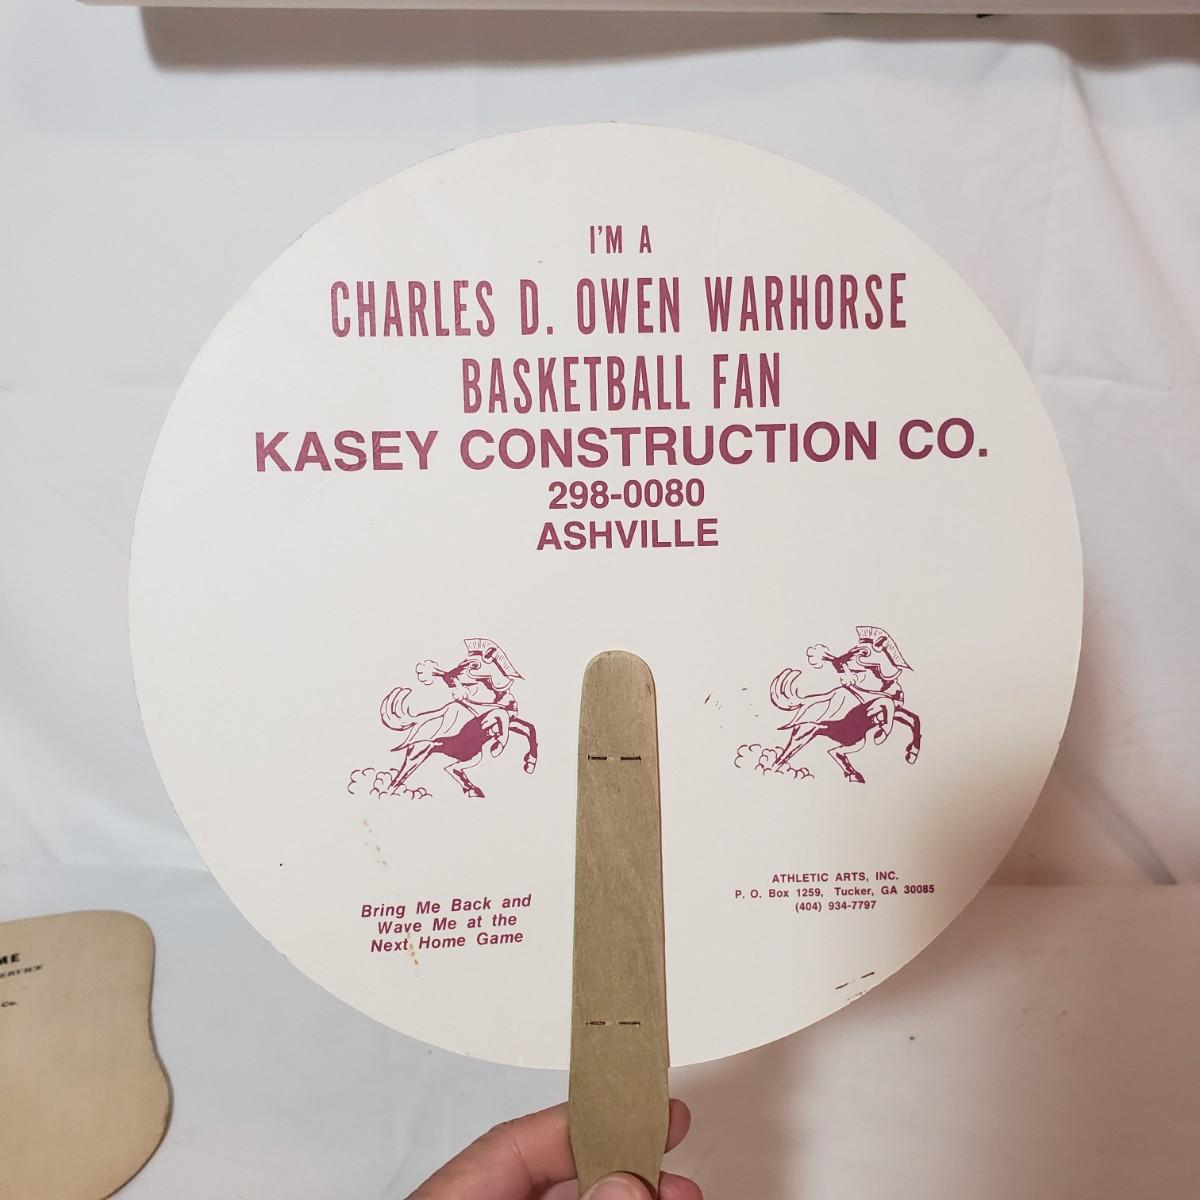 I'M A
CHARLES D. OWEN WARHORSE
BASKETBALL FAN
KASEY CONSTRUCTION CO.
298-0080
ASHVILLE
Bring Me Back and
Wave Me at the
Next Home Game
ATHLETIC ARTS, INC.
P. O. Box 1259, Tucker, GA 30085
(404) 934-7797
Co.